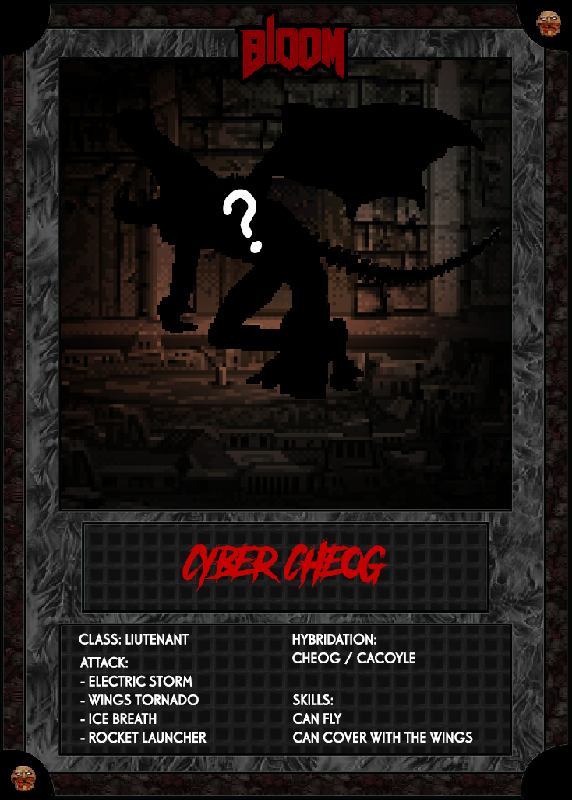 BLOOM
?
CYBER CHEOG
CLASS: LIUTENANT
ATTACK:
- ELECTRIC STORM
- WINGS TORNADO
- ICE BREATH
- ROCKET LAUNCHER
HYBRIDATION:
CHEOG / CACOYLE
SKILLS:
CAN FLY
CAN COVER WITH THE WINGS